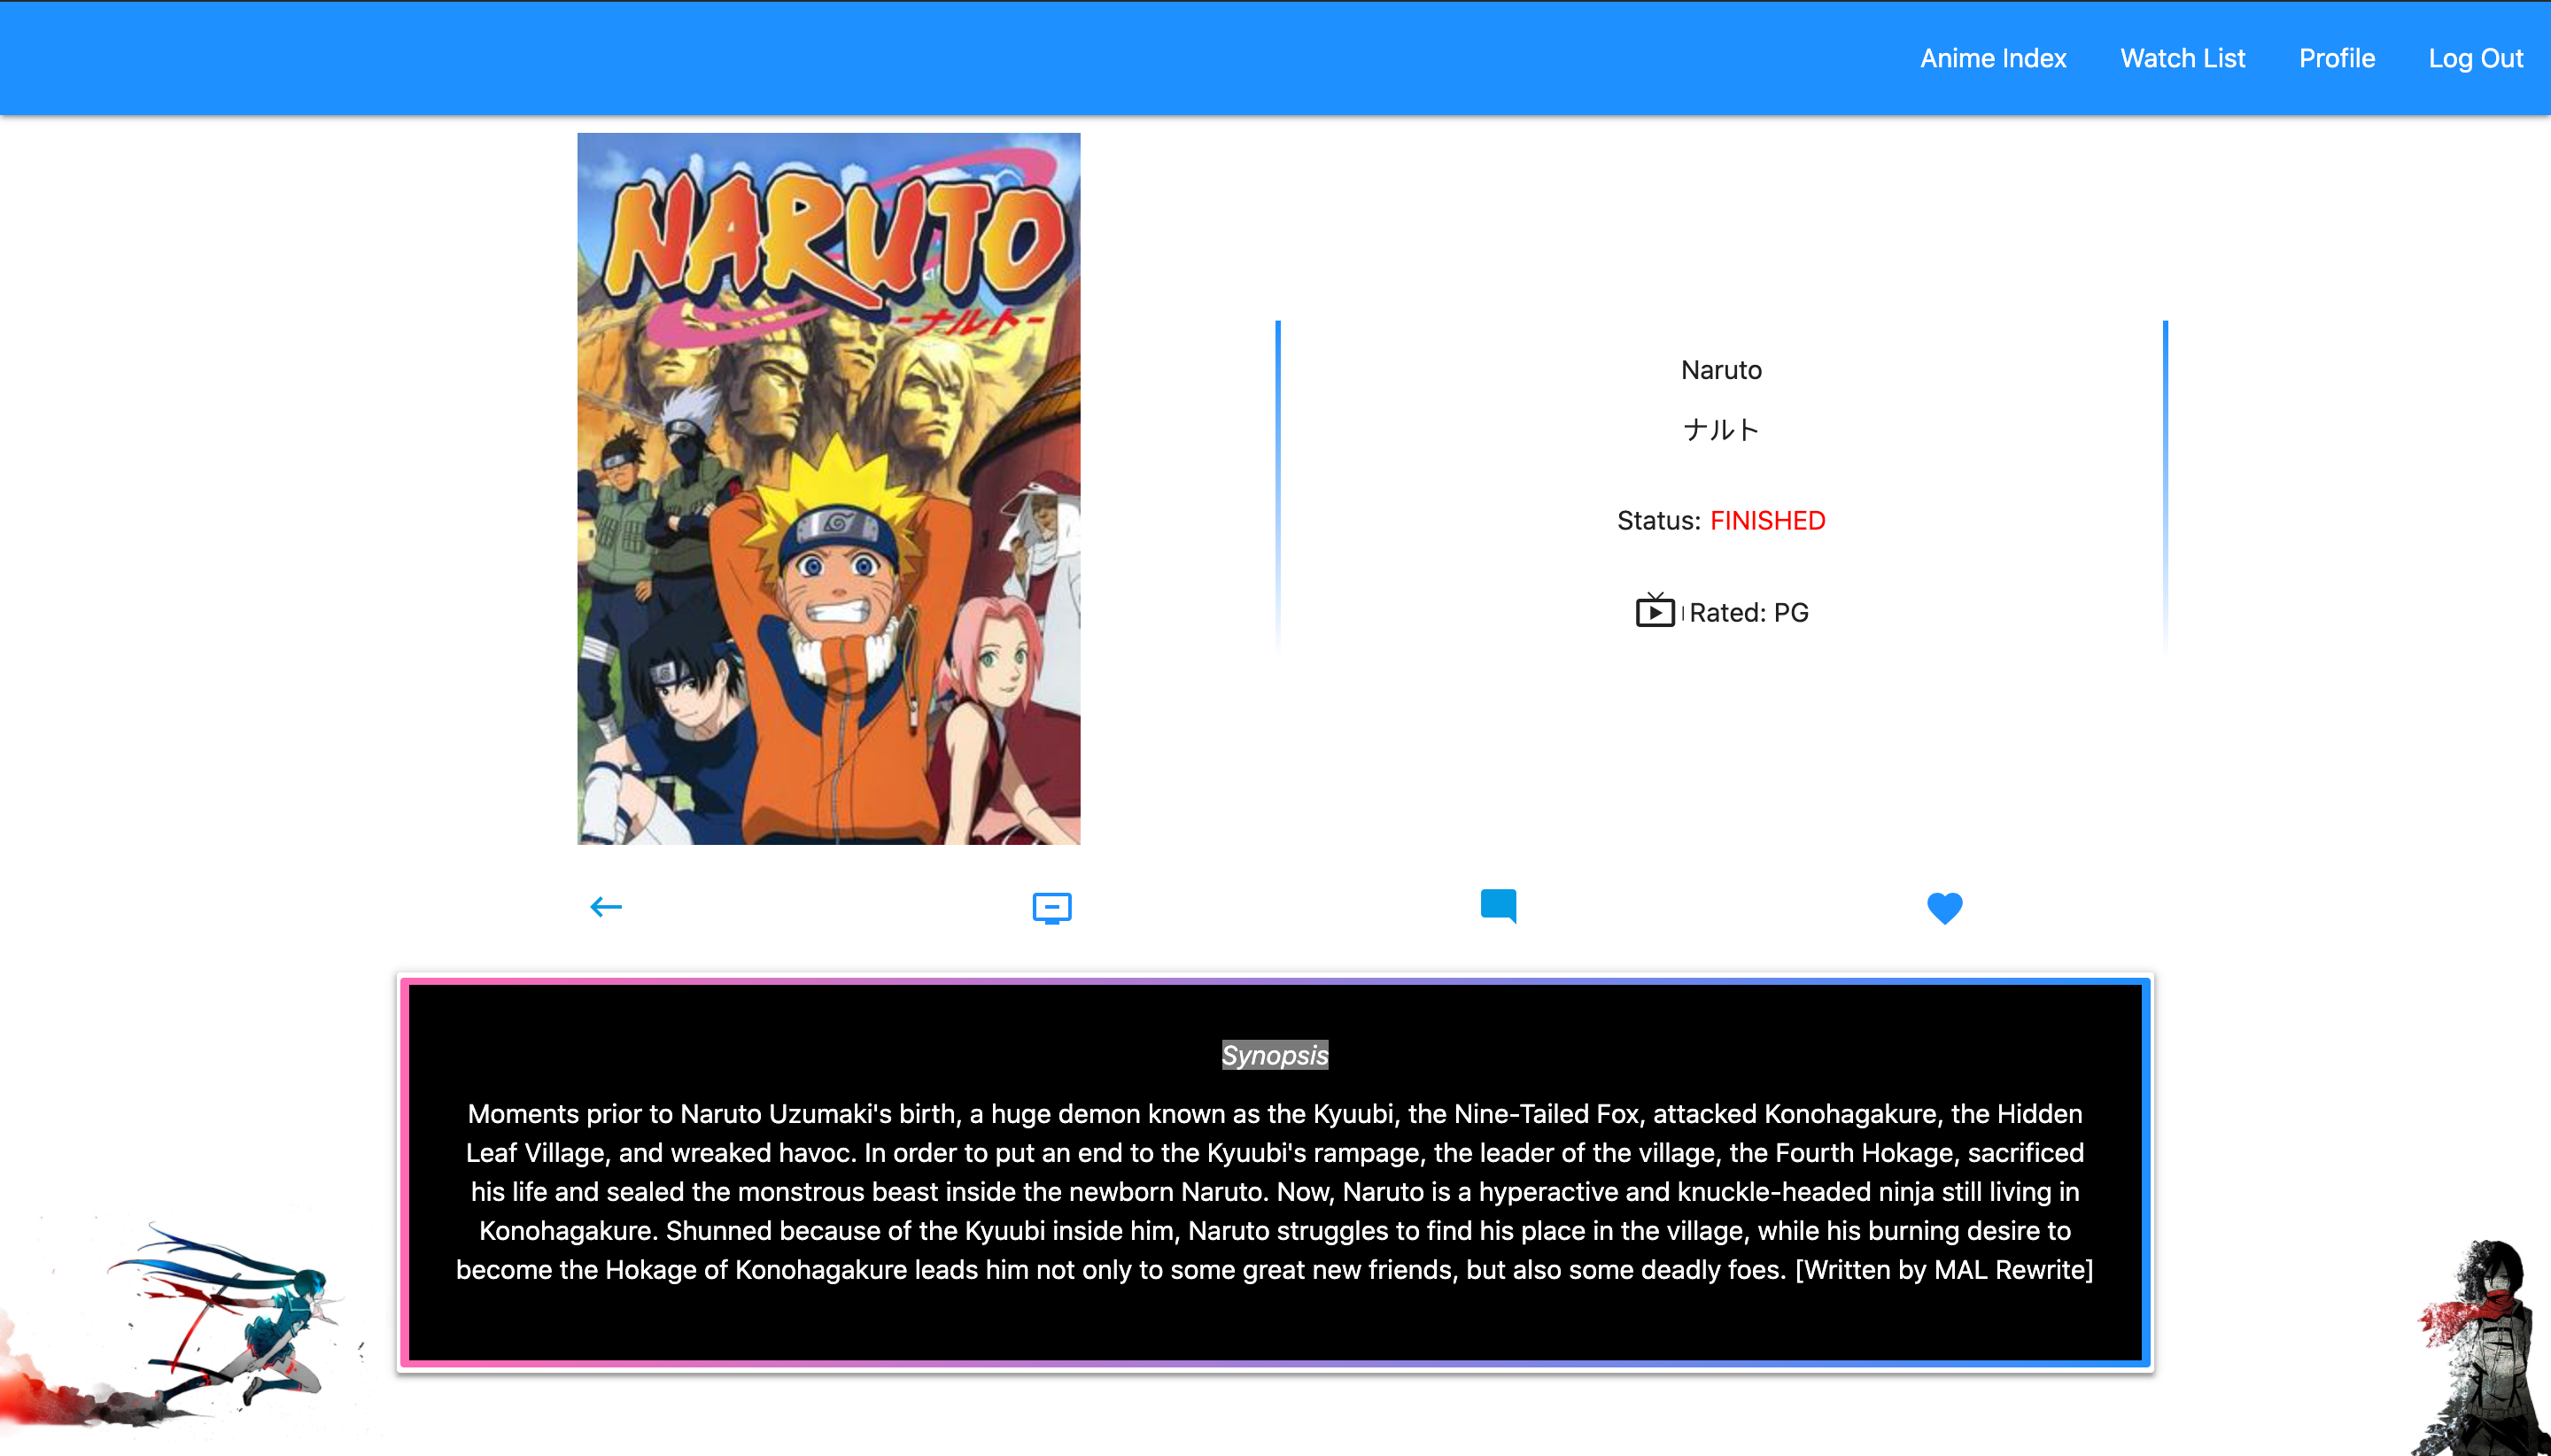 Anime Index
Watch List
Profile
Log Out
NARUTO
-ナルト-
Naruto
ナルト
Status: FINISHED
Rated: PG
Synopsis
Moments prior to Naruto Uzumaki's birth, a huge demon known as the Kyuubi, the Nine-Tailed Fox, attacked Konohagakure, the Hidden
Leaf Village, and wreaked havoc. In order to put an end to the Kyuubi's rampage, the leader of the village, the Fourth Hokage, sacrificed
his life and sealed the monstrous beast inside the newborn Naruto. Now, Naruto is a hyperactive and knuckle-headed ninja still living in
Konohagakure. Shunned because of the Kyuubi inside him, Naruto struggles to find his place in the village, while his burning desire to
become the Hokage of Konohagakure leads him not only to some great new friends, but also some deadly foes. [Written by MAL Rewrite]